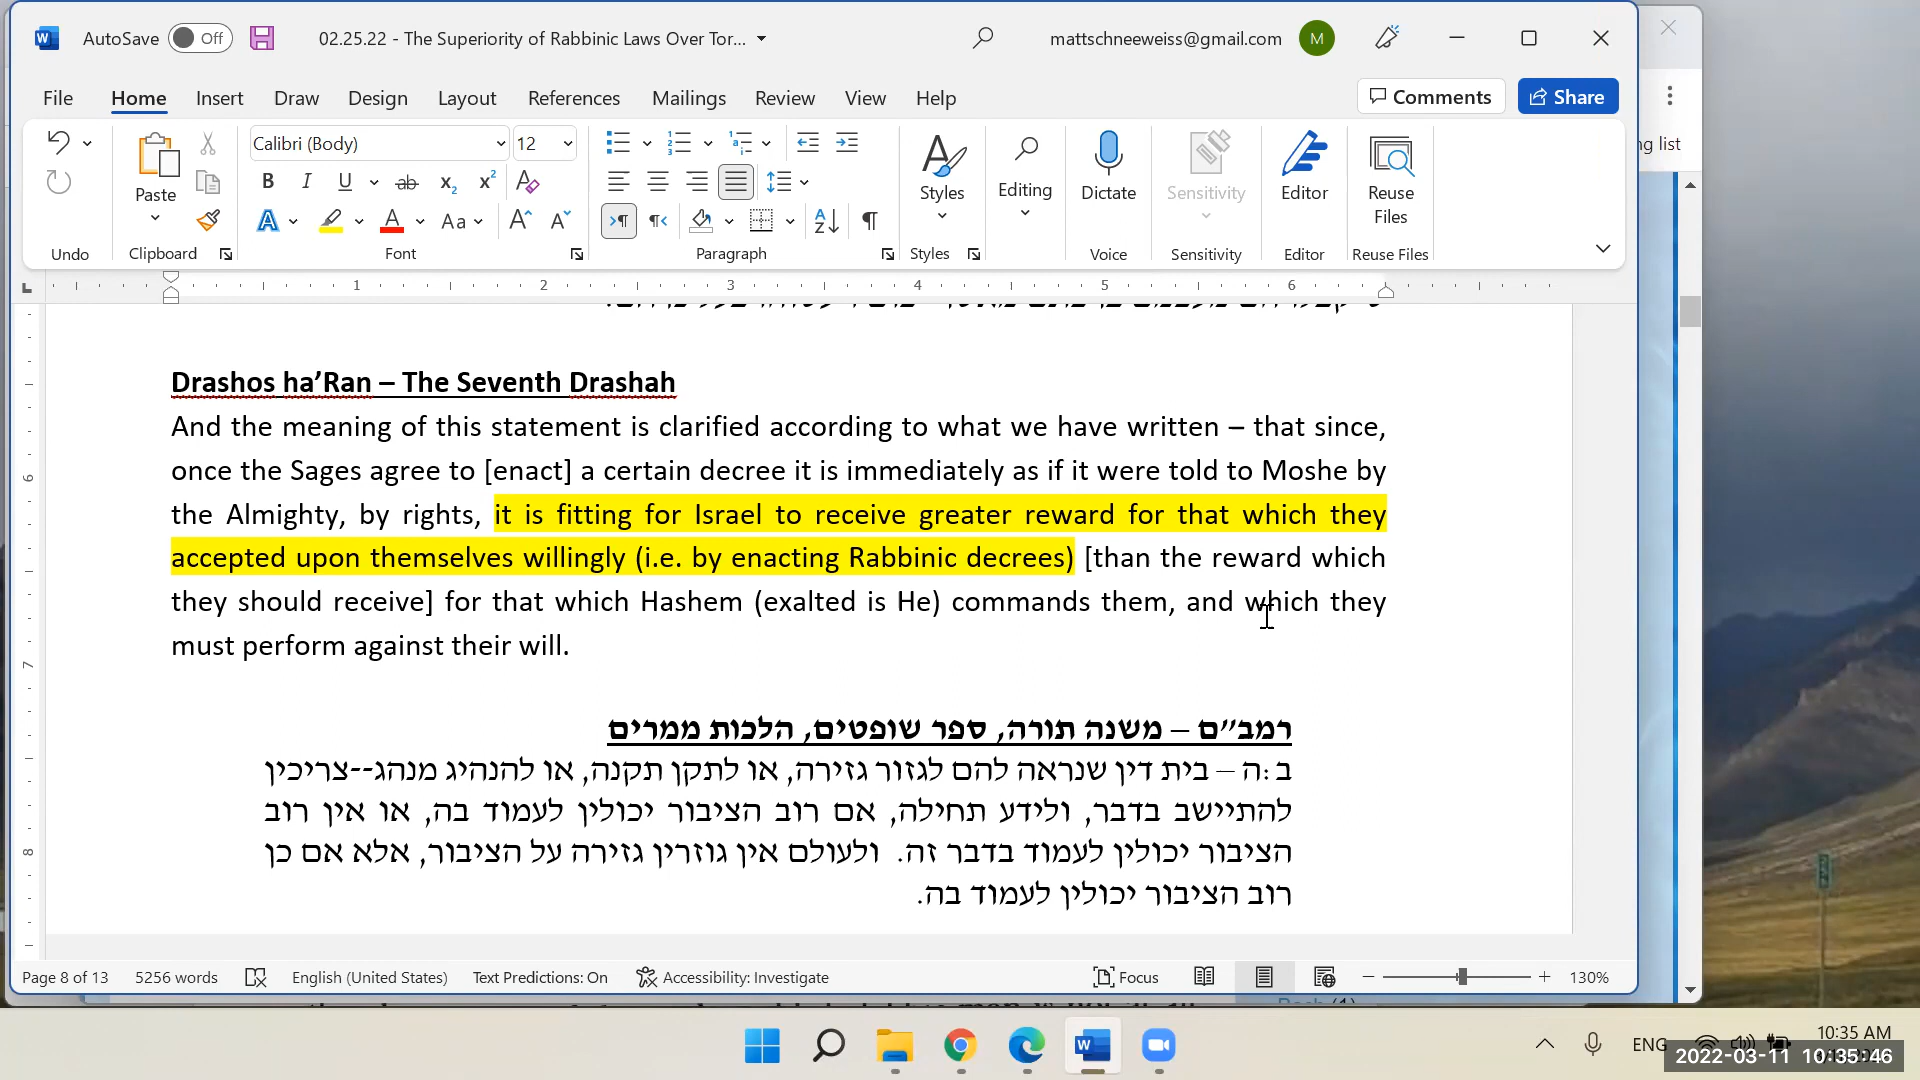 AutoSave Off 02.25.22 - The Superiority of Rabbinic Laws Over Tor... mattschneeweiss@gmail.com M
File Home Insert Draw Design Layout References Mailings Review View Help Comments Share
ng list
Calibri (Body) 12
Paste Styles Editing Dictate Sensitivity Editor Reuse Files
Undo Clipboard Font Paragraph Styles Voice Sensitivity Editor Reuse Files
1 2 3 4 5 6
Drashos ha’Ran – The Seventh Drashah
And the meaning of this statement is clarified according to what we have written – that since,
once the Sages agree to [enact] a certain decree it is immediately as if it were told to Moshe by
the Almighty, by rights, it is fitting for Israel to receive greater reward for that which they
accepted upon themselves willingly (i.e. by enacting Rabbinic decrees) [than the reward which
they should receive] for that which Hashem (exalted is He) commands them, and which they
must perform against their will.
רמב״ם – משנה תורה, ספר שופטים, הלכות ממרים
ב:ה – בית דין שנראה להם לגזור גזירה, או לתקן תקנה, או להנהיג מנהג--צריכין
להתיישב בדבר, ולידע תחילה, אם רוב הציבור יכולין לעמוד בה, או אין רוב
הציבור יכולין לעמוד בדבר זה. ולעולם אין גוזרין גזירה על הציבור, אלא אם כן
רוב הציבור יכולין לעמוד בה.
6
7
8
Page 8 of 13 5256 words English (United States) Text Predictions: On Accessibility: Investigate Focus 130%
ENG 10:35 AM
2022-03-11 10:35:46